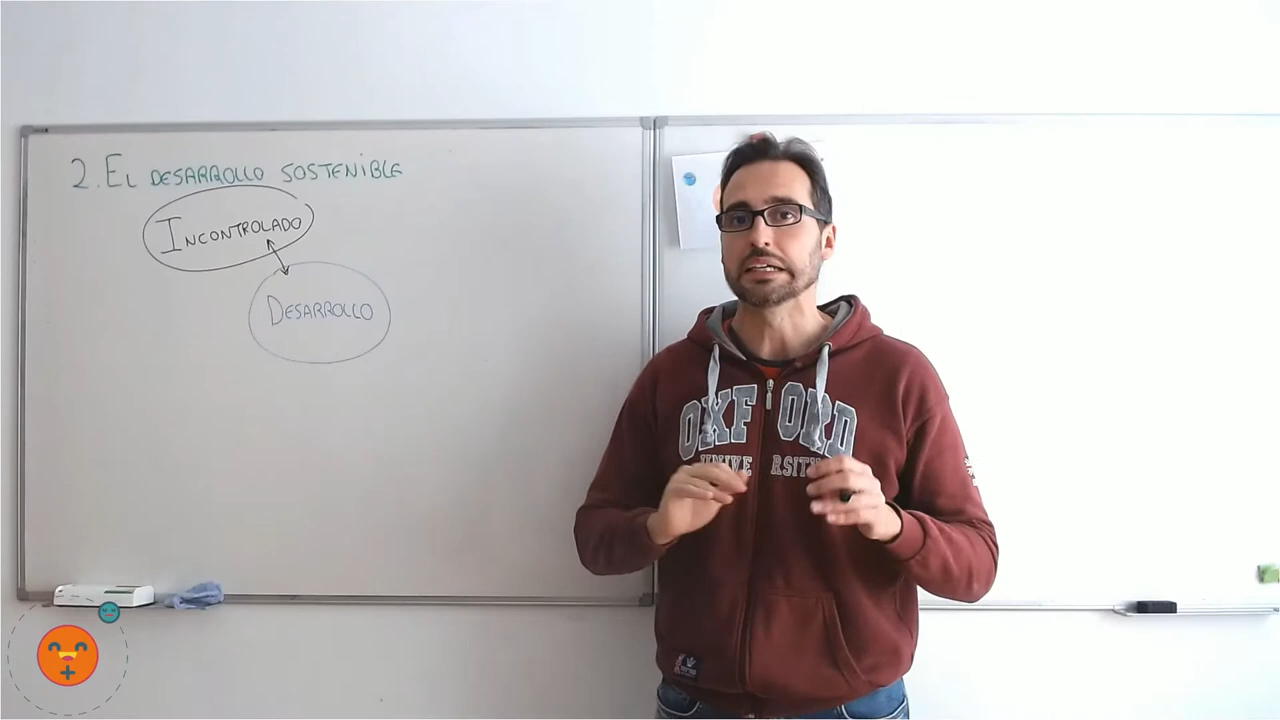 2. EL DESARROLLO SOSTENIBLE
INCONTROLADO
DESARROLLO
OXFORD
UNIVERSITY